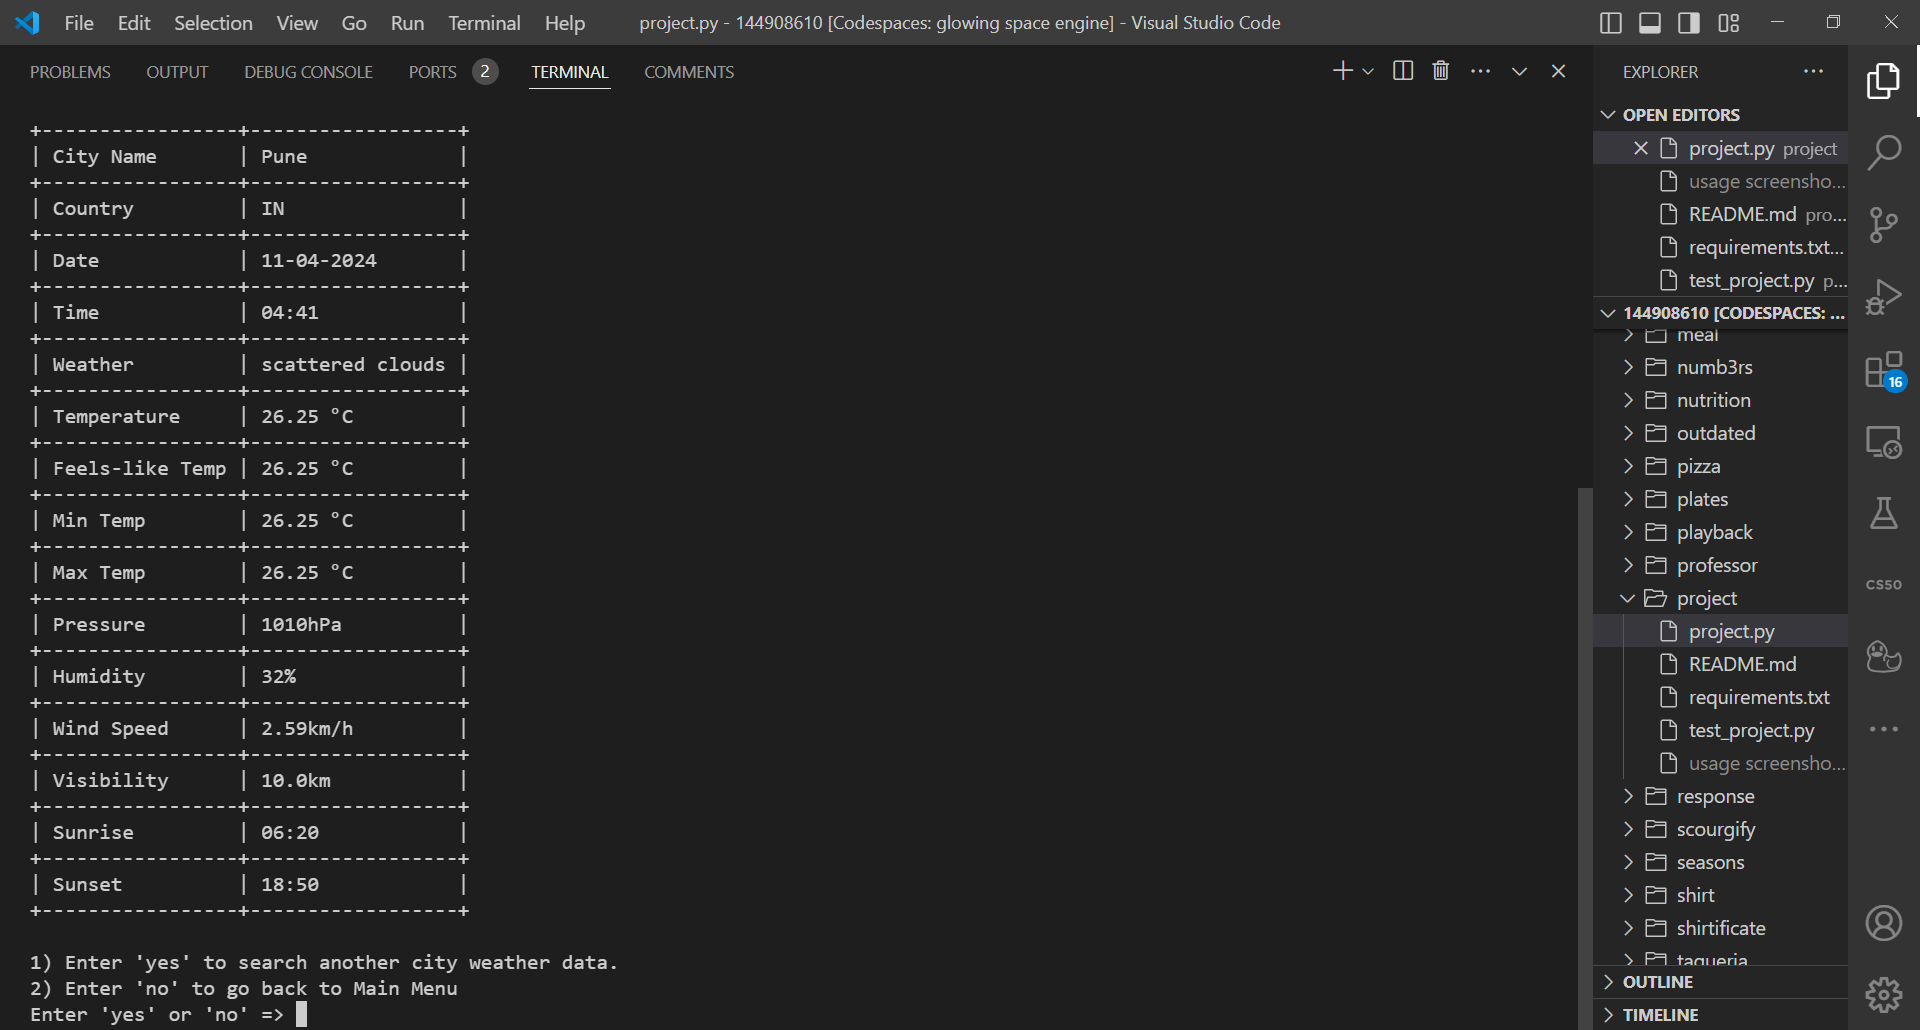 File Edit Selection View Go Run Terminal Help project.py - 144908610 [Codespaces: glowing space engine] - Visual Studio Code
PROBLEMS OUTPUT DEBUG CONSOLE PORTS 2 TERMINAL COMMENTS
+-----------------+------------------+
| City Name | Pune |
+-----------------+------------------+
| Country | IN |
+-----------------+------------------+
| Date | 11-04-2024 |
+-----------------+------------------+
| Time | 04:41 |
+-----------------+------------------+
| Weather | scattered clouds |
+-----------------+------------------+
| Temperature | 26.25 °C |
+-----------------+------------------+
| Feels-like Temp | 26.25 °C |
+-----------------+------------------+
| Min Temp | 26.25 °C |
+-----------------+------------------+
| Max Temp | 26.25 °C |
+-----------------+------------------+
| Pressure | 1010hPa |
+-----------------+------------------+
| Humidity | 32% |
+-----------------+------------------+
| Wind Speed | 2.59km/h |
+-----------------+------------------+
| Visibility | 10.0km |
+-----------------+------------------+
| Sunrise | 06:20 |
+-----------------+------------------+
| Sunset | 18:50 |
+-----------------+------------------+
1) Enter 'yes' to search another city weather data.
2) Enter 'no' to go back to Main Menu
Enter 'yes' or 'no' =>
EXPLORER
OPEN EDITORS
project.py project
usage screensho...
README.md pro...
requirements.txt...
test_project.py p...
144908610 [CODESPACES: ...
meal
numb3rs
nutrition
outdated
pizza
plates
playback
professor
project
project.py
README.md
requirements.txt
test_project.py
usage screensho...
response
scourgify
seasons
shirt
shirtificate
taqueria
OUTLINE
TIMELINE
16
CS50